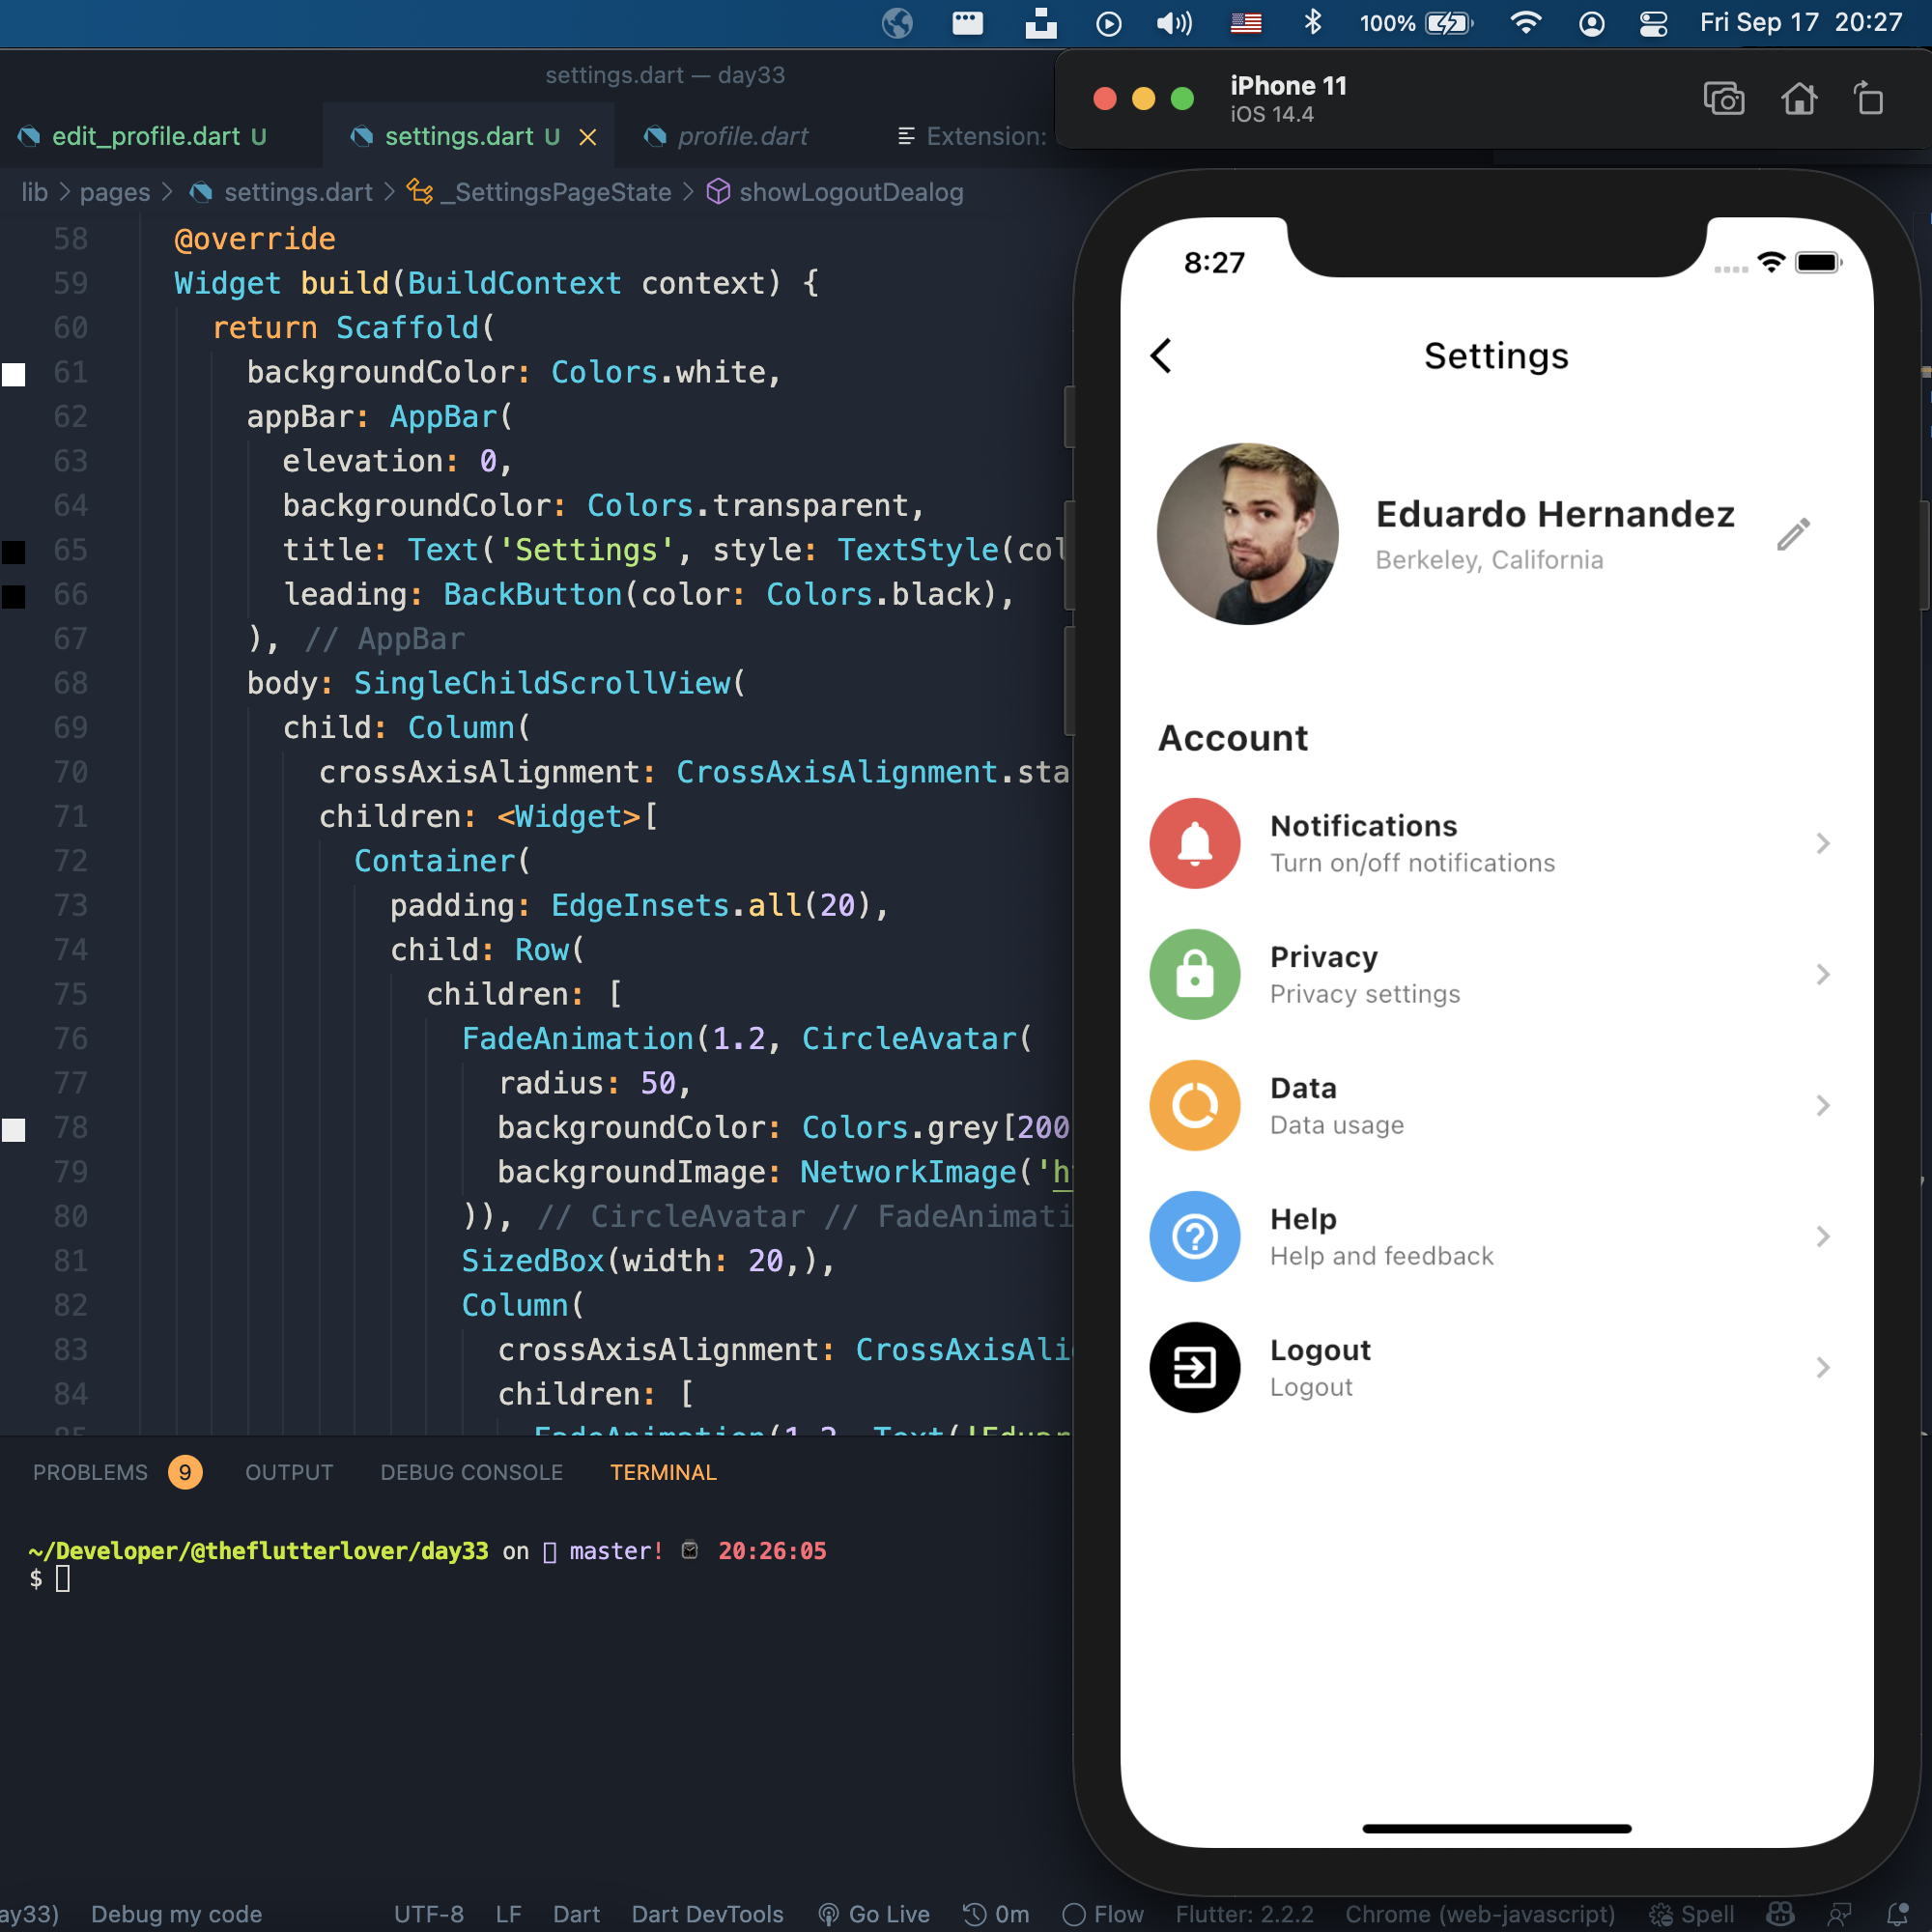 100% Fri Sep 17 20:27
settings.dart — day33
edit_profile.dart U settings.dart U profile.dart Extension:
lib > pages > settings.dart > _SettingsPageState > showLogoutDealog
58 @override
59 Widget build(BuildContext context) {
60 return Scaffold(
61 backgroundColor: Colors.white,
62 appBar: AppBar(
63 elevation: 0,
64 backgroundColor: Colors.transparent,
65 title: Text('Settings', style: TextStyle(col
66 leading: BackButton(color: Colors.black),
67 ), // AppBar
68 body: SingleChildScrollView(
69 child: Column(
70 crossAxisAlignment: CrossAxisAlignment.sta
71 children: <Widget>[
72 Container(
73 padding: EdgeInsets.all(20),
74 child: Row(
75 children: [
76 FadeAnimation(1.2, CircleAvatar(
77 radius: 50,
78 backgroundColor: Colors.grey[200
79 backgroundImage: NetworkImage('h
80 )), // CircleAvatar // FadeAnimati
81 SizedBox(width: 20,),
82 Column(
83 crossAxisAlignment: CrossAxisAli
84 children: [
85 FadeAnimation(1.2, Text('Eduar
PROBLEMS 9 OUTPUT DEBUG CONSOLE TERMINAL
~/Developer/@theflutterlover/day33 on master! 20:26:05
$
iPhone 11
iOS 14.4
8:27
Settings
Eduardo Hernandez
Berkeley, California
Account
Notifications
Turn on/off notifications
Privacy
Privacy settings
Data
Data usage
Help
Help and feedback
Logout
Logout
ay33) Debug my code UTF-8 LF Dart Dart DevTools Go Live 0m Flow Flutter: 2.2.2 Chrome (web-javascript) Spell